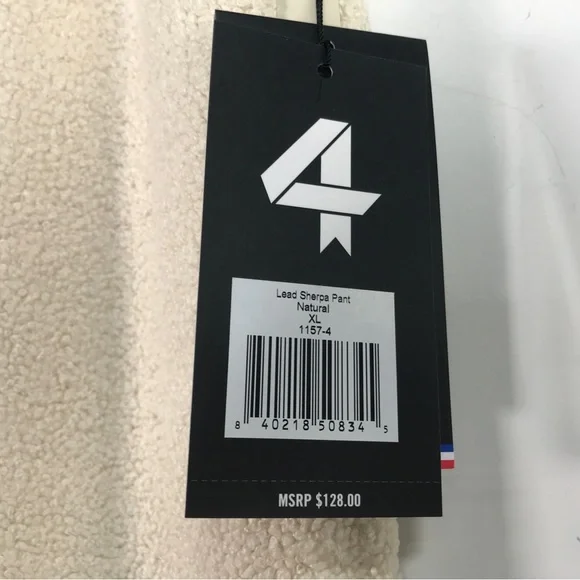 4
Lead Sherpa Pant
Natural
XL
1157-4
8 40218 50834 5
MSRP $128.00